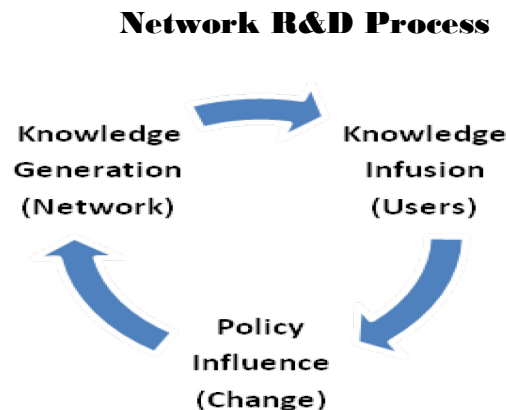 Network R&D Process
Knowledge
Generation
(Network)
Knowledge
Infusion
(Users)
Policy
Influence
(Change)